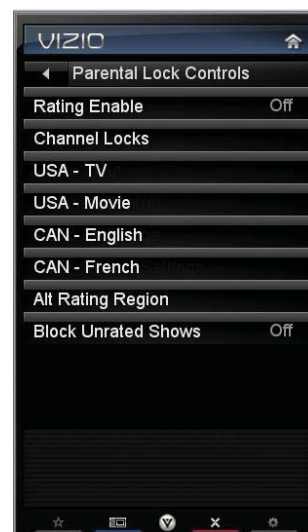 VIZIO
Parental Lock Controls
Rating Enable Off
Channel Locks
USA - TV
USA - Movie
CAN - English
CAN - French
Alt Rating Region
Block Unrated Shows Off
V